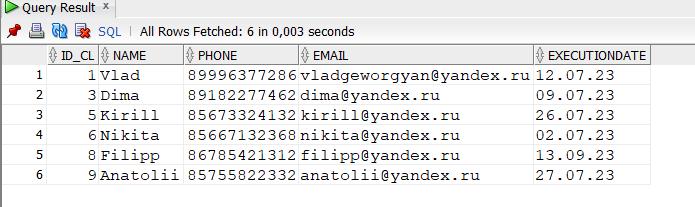 Query Result x
SQL | All Rows Fetched: 6 in 0,003 seconds
ID_CL NAME PHONE EMAIL EXECUTIONDATE
1 1 Vlad 89996377286 vladgeworgyan@yandex.ru 12.07.23
2 3 Dima 89182277462 dima@yandex.ru 09.07.23
3 5 Kirill 85673324132 kirill@yandex.ru 26.07.23
4 6 Nikita 85667132368 nikita@yandex.ru 02.07.23
5 8 Filipp 86785421312 filipp@yandex.ru 13.09.23
6 9 Anatolii 85755822332 anatolii@yandex.ru 27.07.23